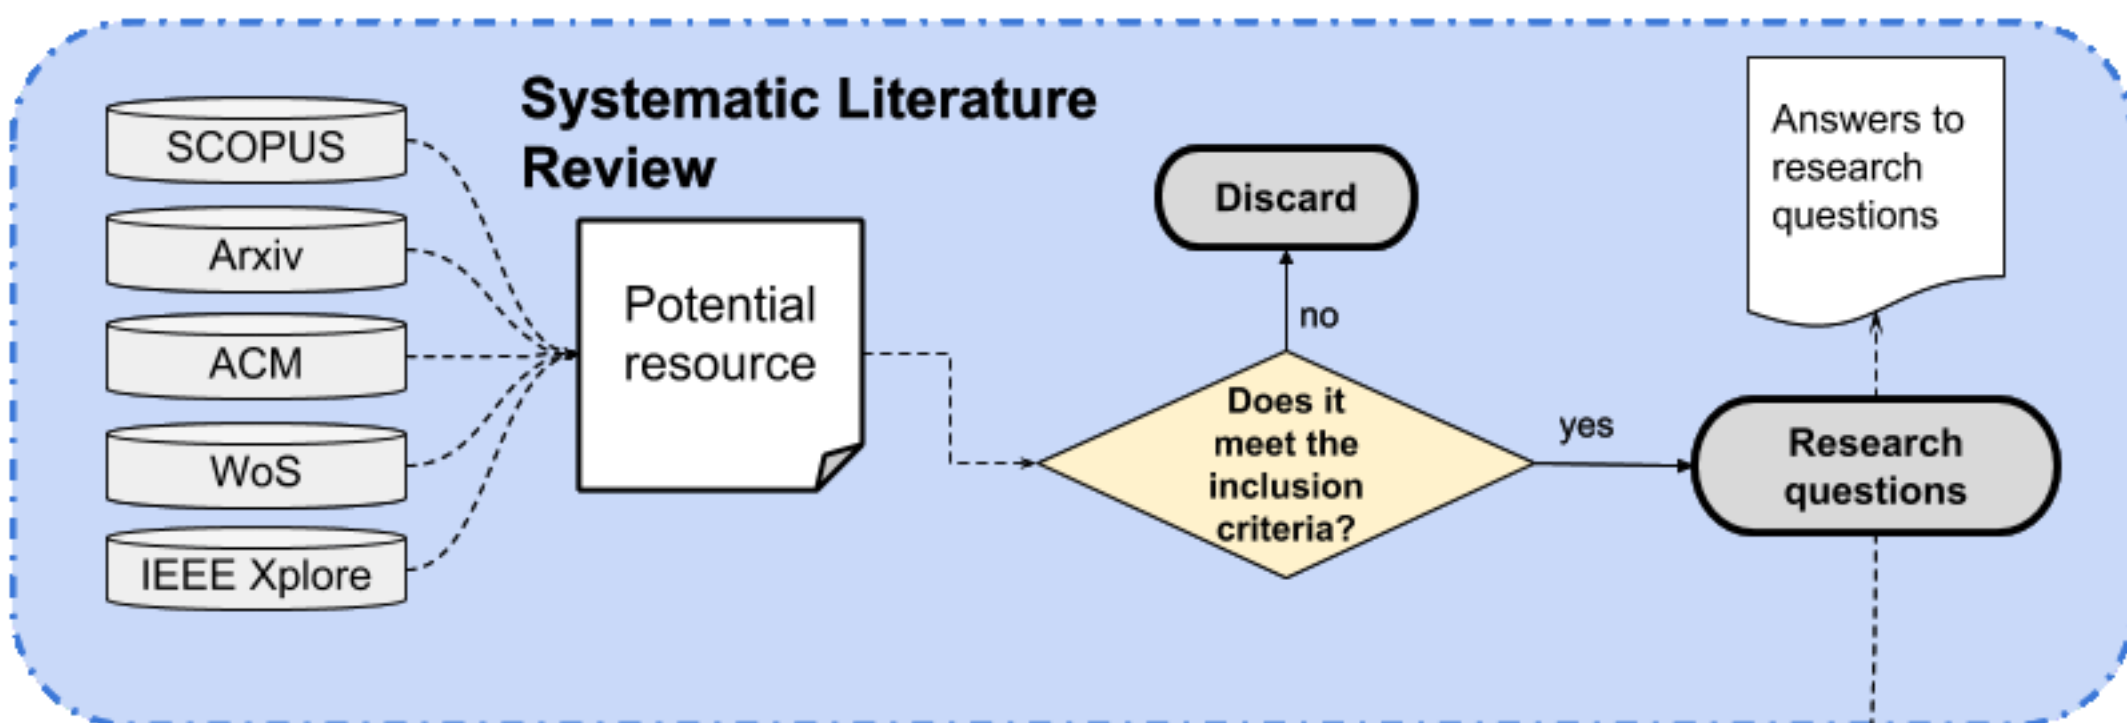 Systematic Literature
Review
SCOPUS
Arxiv
ACM
WoS
IEEE Xplore
Potential
resource
Discard
no
Does it
meet the
inclusion
criteria?
yes
Research
questions
Answers to
research
questions